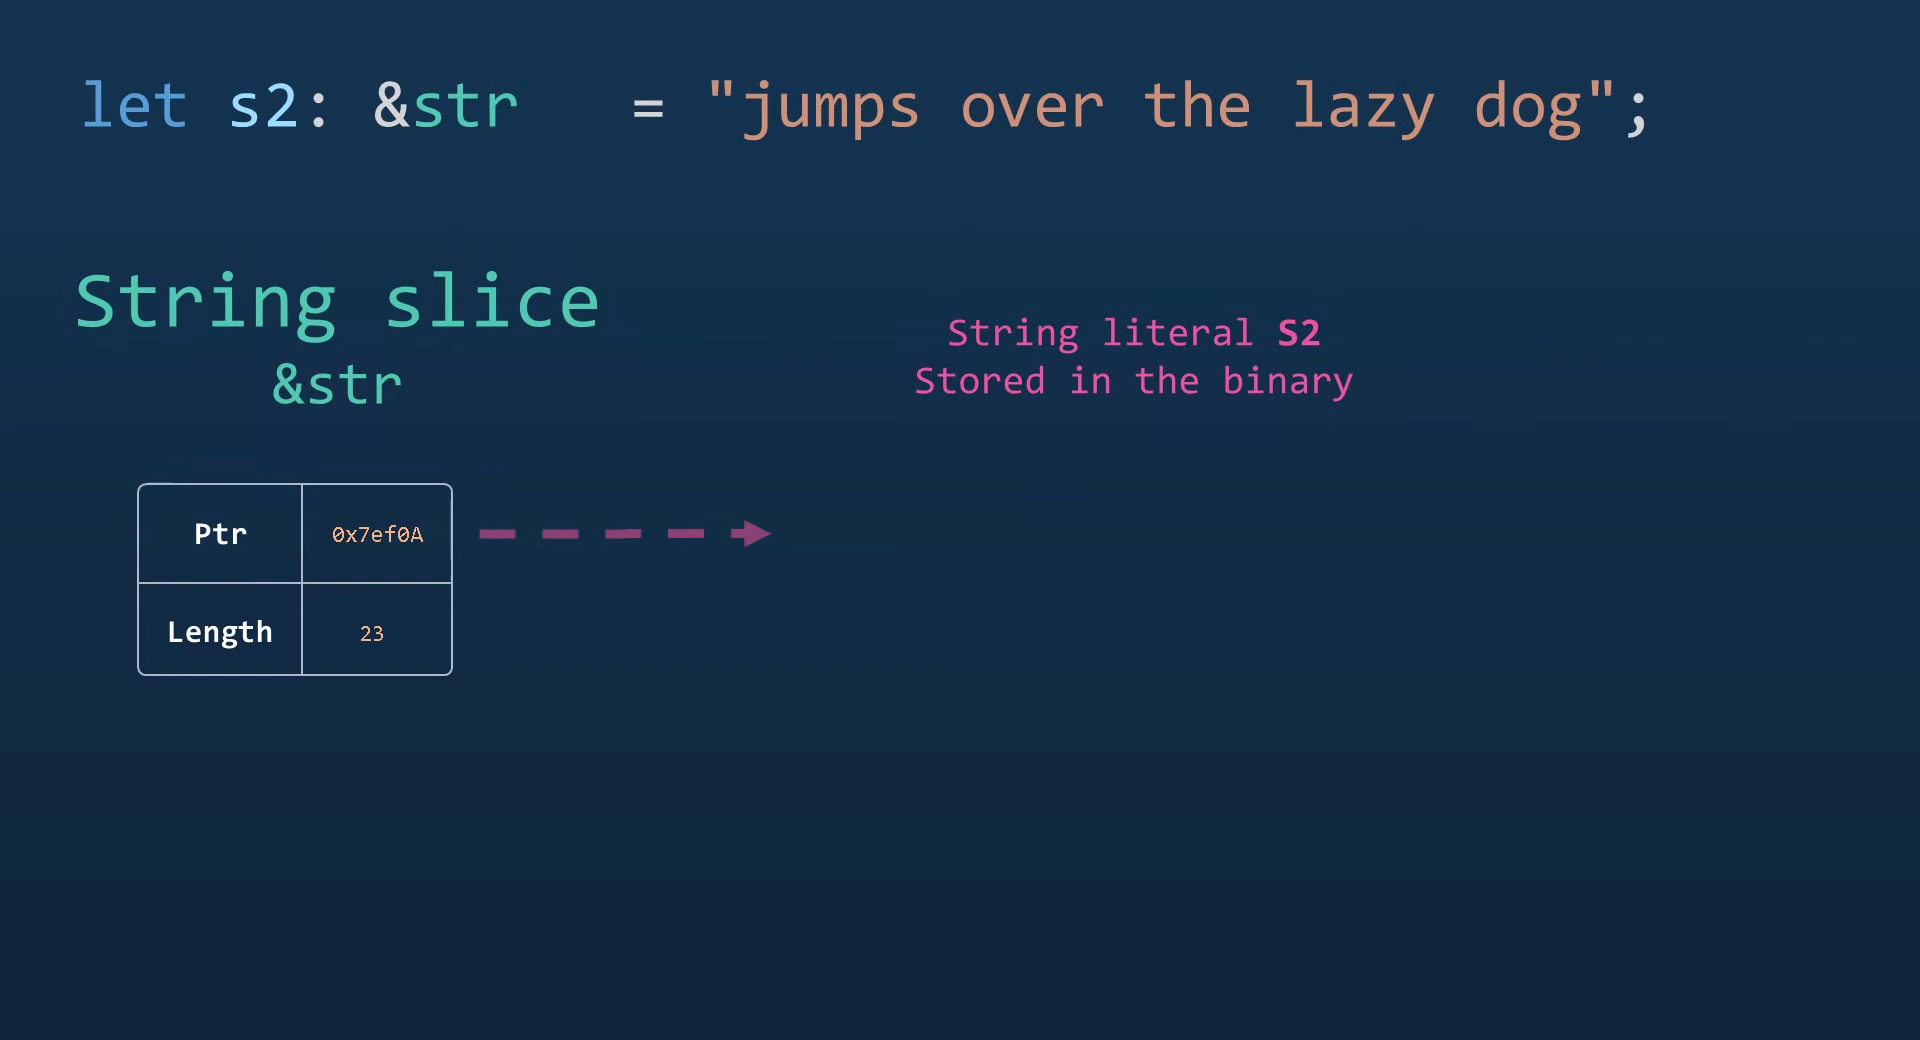 let s2: &str = "jumps over the lazy dog";
String slice
&str
String literal S2
Stored in the binary
Ptr 0x7ef0A
Length 23